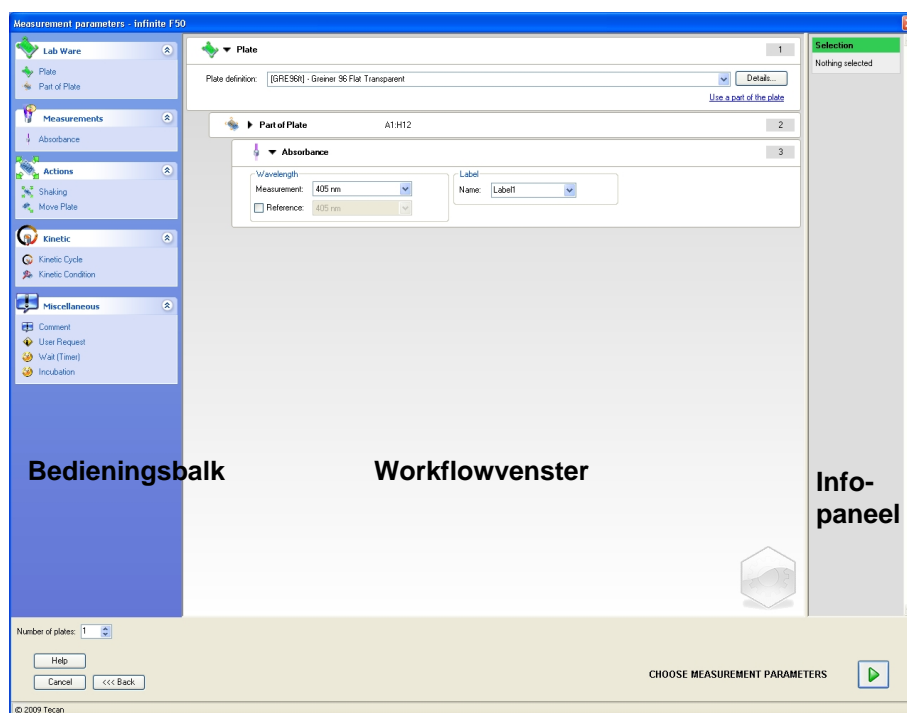 Measurement parameters - infinite F50
Lab Ware
Plate
Part of Plate
Measurements
Absorbance
Actions
Shaking
Move Plate
Kinetic
Kinetic Cycle
Kinetic Condition
Miscellaneous
Comment
User Request
Wait (Timer)
Incubation
Bedieningsbalk
Plate 1
Plate definition: [GRE96ft] - Greiner 96 Flat Transparent Details...
Use a part of the plate
Part of Plate A1:H12 2
Absorbance 3
Wavelength
Measurement: 405 nm
Reference: 405 nm
Label
Name: Label1
Workflowvenster
Selection
Nothing selected
Info-
paneel
Number of plates: 1
Help
Cancel <<< Back
CHOOSE MEASUREMENT PARAMETERS
© 2009 Tecan